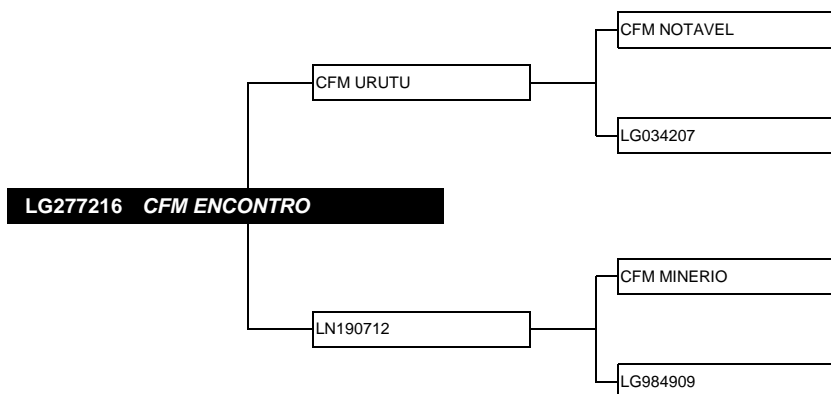 CFM NOTAVEL
CFM URUTU
LG034207
LG277216 CFM ENCONTRO
CFM MINERIO
LN190712
LG984909